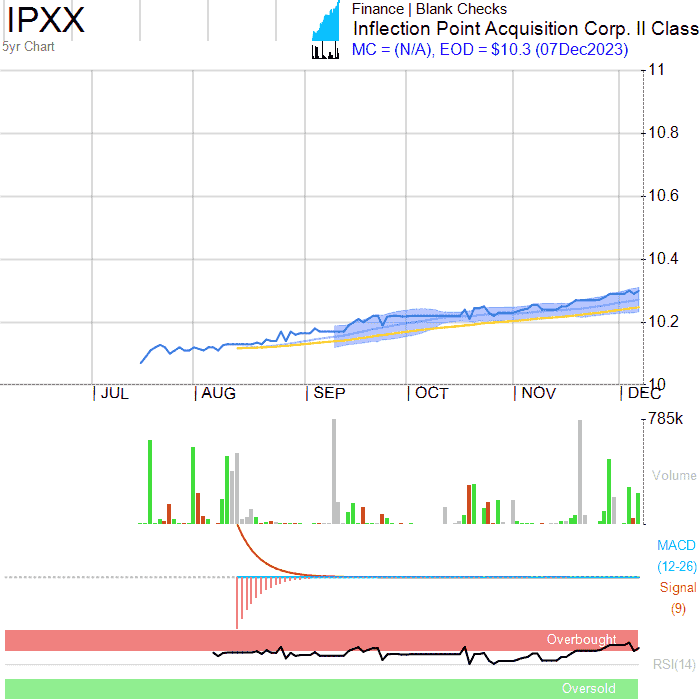 IPXX
5yr Chart
Finance | Blank Checks
Inflection Point Acquisition Corp. II Class
MC = (N/A), EOD = $10.3 (07Dec2023)
11
10.8
10.6
10.4
10.2
10
JUL AUG SEP OCT NOV DEC
785k
Volume
MACD
(12-26)
Signal
(9)
Overbought
RSI(14)
Oversold